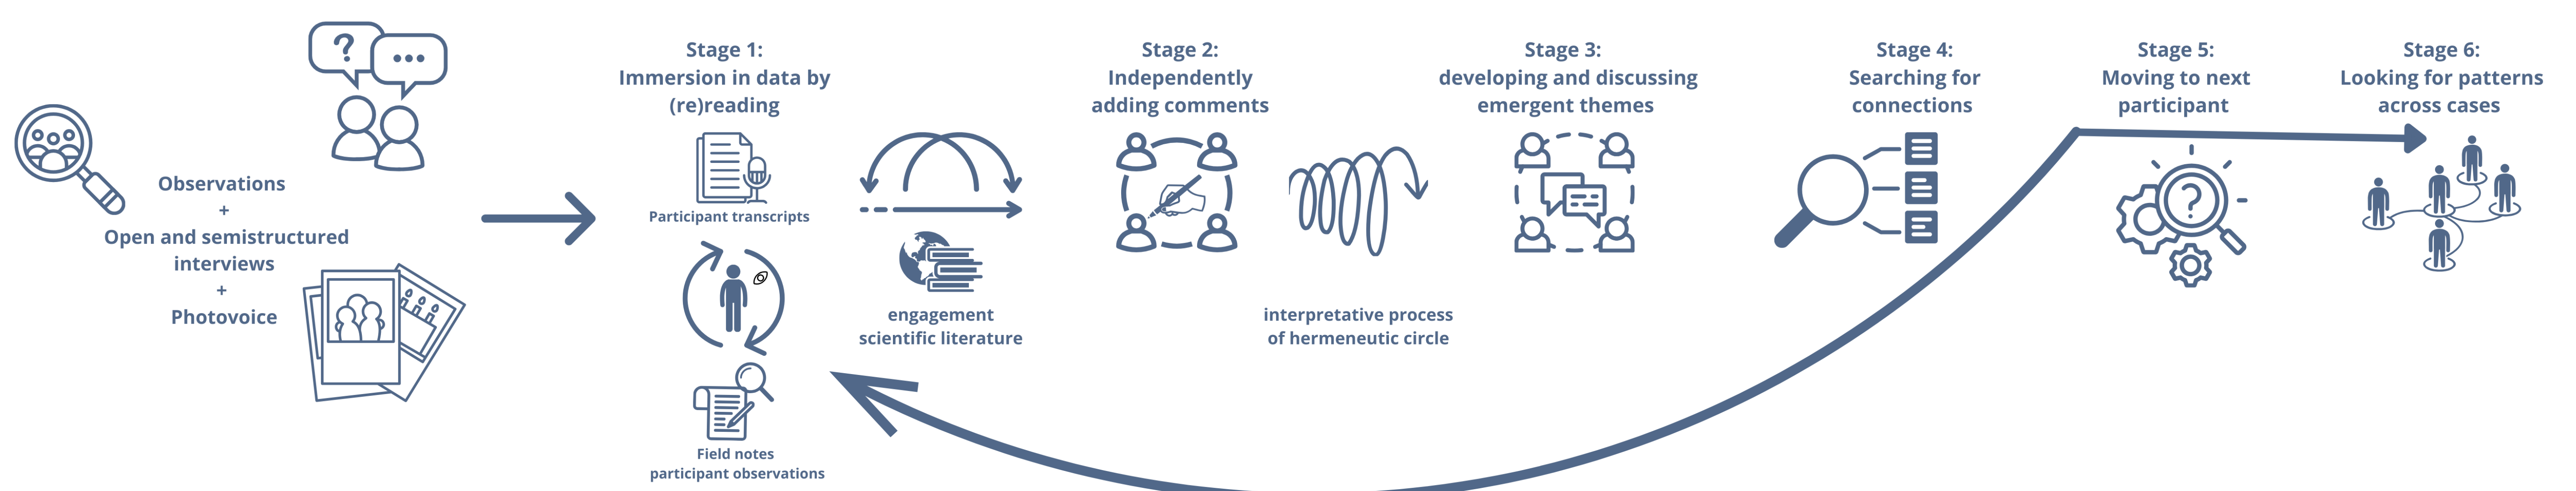 Observations
+
Open and semistructured
interviews
+
Photovoice
Stage 1:
Immersion in data by
(re)reading
Participant transcripts
Field notes
participant observations
engagement
scientific literature
Stage 2:
Independently
adding comments
interpretative process
of hermeneutic circle
Stage 3:
developing and discussing
emergent themes
Stage 4:
Searching for
connections
Stage 5:
Moving to next
participant
Stage 6:
Looking for patterns
across cases